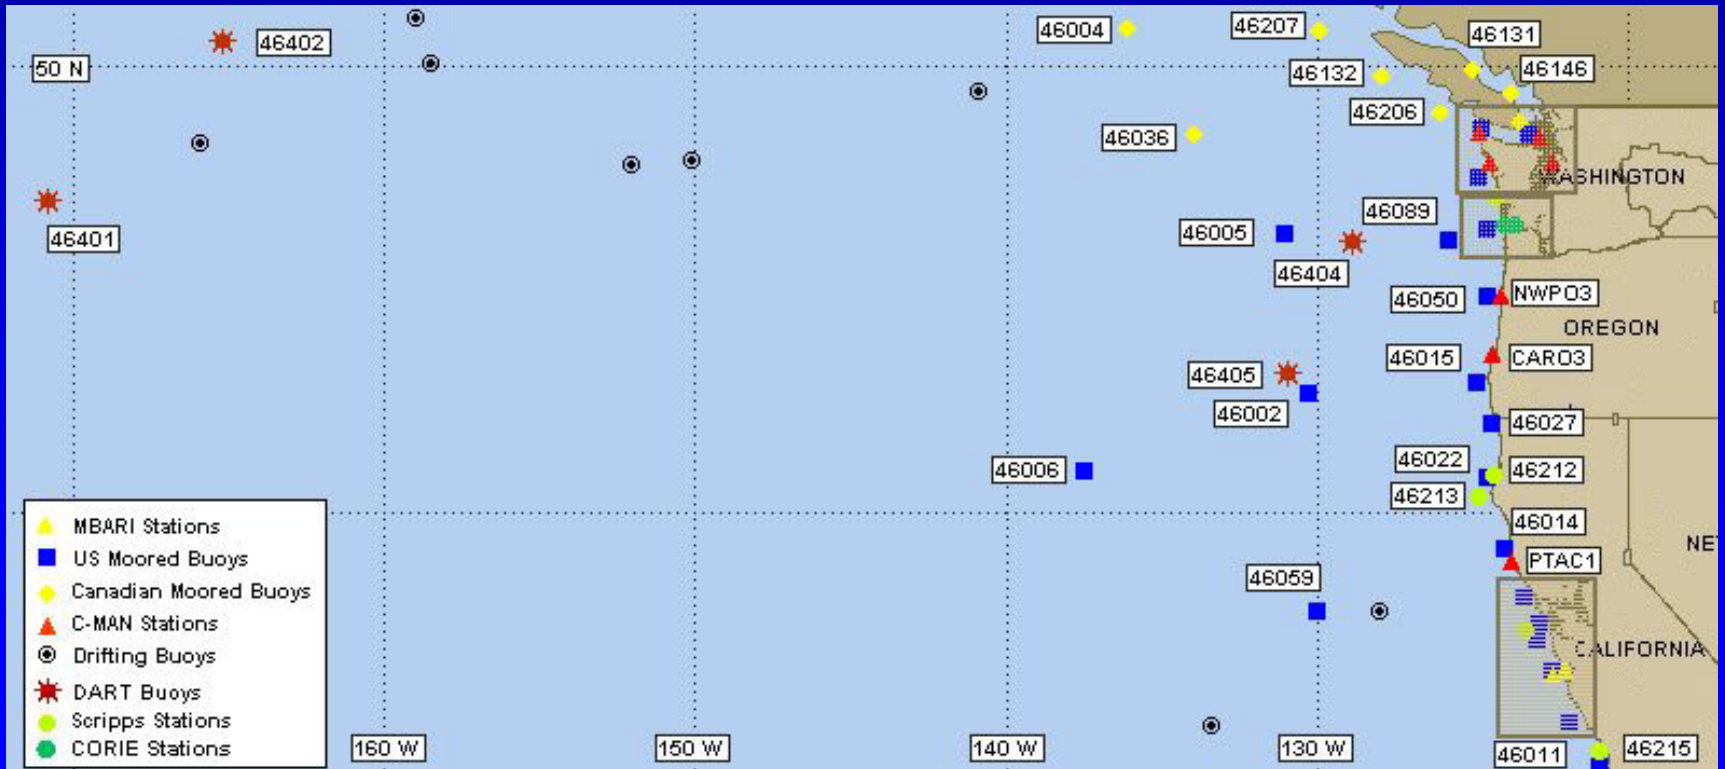 46402
46004
46207
46131
50 N
46132
46146
46206
46036
WASHINGTON
46089
46005
46401
46404
46050
NWPO3
OREGON
46015
CARO3
46405
46002
46027
46022
46212
46006
46213
46014
PTAC1
NE
46059
CALIFORNIA
MBARI Stations
US Moored Buoys
Canadian Moored Buoys
C-MAN Stations
Drifting Buoys
DART Buoys
Scripps Stations
CORIE Stations
160 W
150 W
140 W
130 W
46011
46215